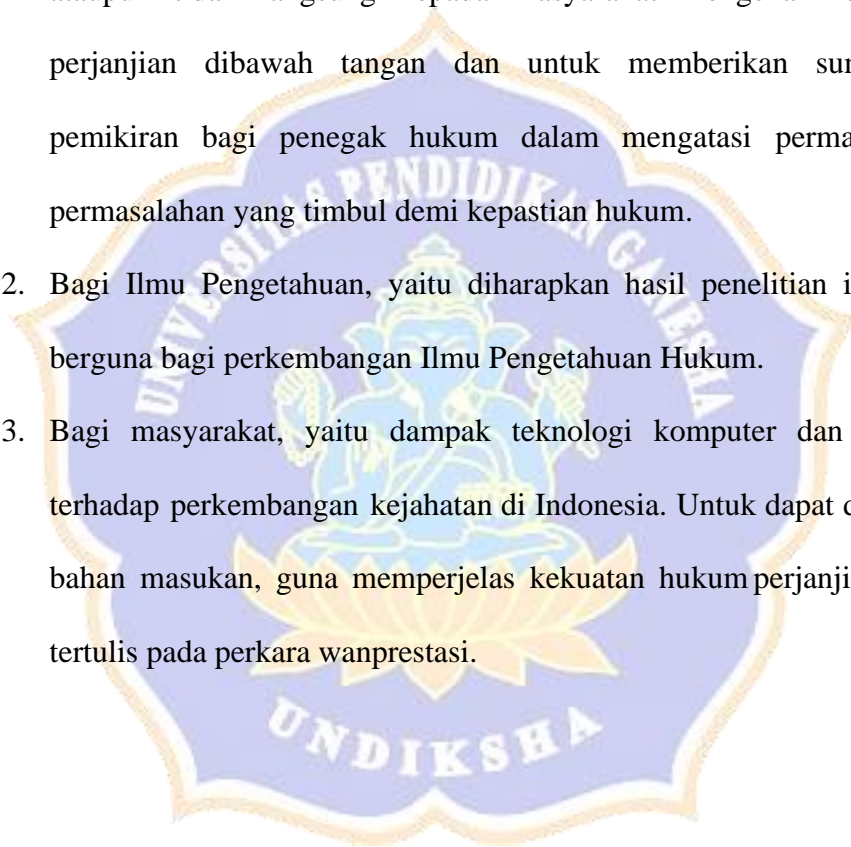 perjanjian dibawah tangan dan untuk memberikan
pemikiran bagi penegak hukum dalam mengatasi
permasalahan yang timbul demi kepastian hukum.
2. Bagi Ilmu Pengetahuan, yaitu diharapkan hasil penelitian
berguna bagi perkembangan Ilmu Pengetahuan Hukum.
3. Bagi masyarakat, yaitu dampak teknologi komputer dan
terhadap perkembangan kejahatan di Indonesia. Untuk dapat
bahan masukan, guna memperjelas kekuatan hukum
tertulis pada perkara wanprestasi.
UNIVERSITAS PENDIDIKAN GANESHA
UNDIKSHA